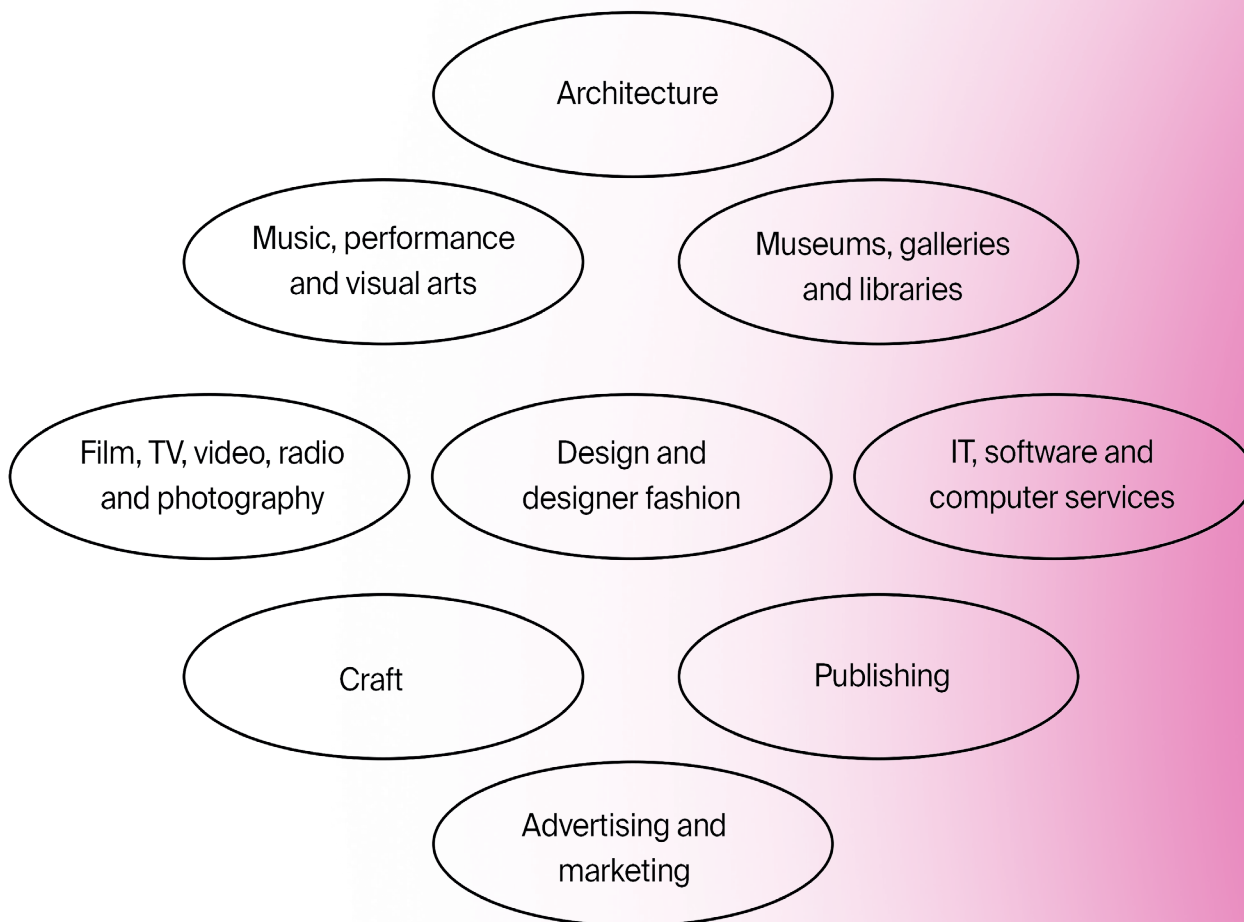 Architecture
Music, performance
and visual arts
Museums, galleries
and libraries
Film, TV, video, radio
and photography
Design and
designer fashion
IT, software and
computer services
Craft
Publishing
Advertising and
marketing